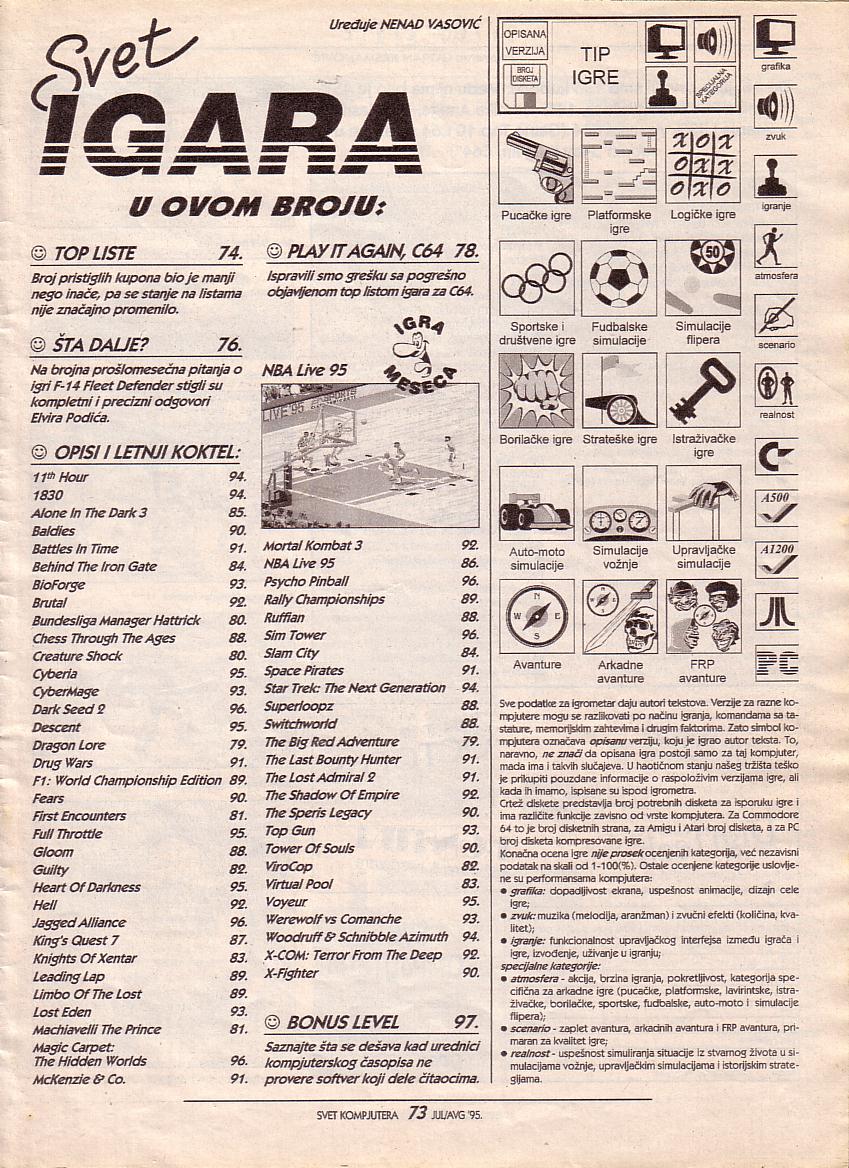 Uređuje NENAD VASOVIĆ
Svet
IGARA
U OVOM BROJU:
☺ TOP LISTE 74.
Broj pristiglih kupona bio je manji
nego inače, pa se stanje na listama
nije značajno promenilo.
☺ ŠTA DALJE? 76.
Na brojna prošlomesečna pitanja o
igri F-14 Fleet Defender stigli su
kompletni i precizni odgovori
Elvira Podića.
☺ OPISI I LETNJI KOKTEL:
11th Hour 94.
1830 94.
Alone In The Dark 3 85.
Baldies 90.
Battles In Time 91.
Behind The Iron Gate 84.
BioForge 93.
Brutal 92.
Bundesliga Manager Hattrick 80.
Chess Through The Ages 88.
Creature Shock 80.
Cyberia 95.
CyberMage 93.
Dark Seed 2 96.
Descent 95.
Dragon Lore 79.
Drug Wars 91.
F1: World Championship Edition 89.
Fears 90.
First Encounters 81.
Full Throttle 95.
Gloom 88.
Guilty 82.
Heart Of Darkness 95.
Hell 92.
Jagged Alliance 96.
King's Quest 7 87.
Knights Of Xentar 83.
Leading Lap 89.
Limbo Of The Lost 89.
Lost Eden 93.
Machiavelli The Prince 81.
Magic Carpet:
The Hidden Worlds 96.
McKenzie & Co. 91.
☺ PLAY IT AGAIN, C64 78.
Ispravili smo grešku sa pogrešno
objavljenom top listom igara za C64.
IGRA
MESECA
NBA Live 95
LIVE '95
SPORTS
Mortal Kombat 3 92.
NBA Live 95 86.
Psycho Pinball 96.
Rally Championships 89.
Ruffian 88.
Sim Tower 96.
Slam City 84.
Space Pirates 91.
Star Trek: The Next Generation 94.
Superloopz 88.
Switchworld 88.
The Big Red Adventure 79.
The Last Bounty Hunter 91.
The Lost Admiral 2 91.
The Shadow Of Empire 92.
The Speris Legacy 90.
Top Gun 93.
Tower Of Souls 90.
ViroCop 82.
Virtual Pool 83.
Voyeur 95.
Werewolf vs Comanche 93.
Woodruff & Schnibble Azimuth 94.
X-COM: Terror From The Deep 92.
X-Fighter 90.
☺ BONUS LEVEL 97.
Saznajte šta se dešava kad urednici
kompjuterskog časopisa ne
provere softver koji dele čitaocima.
OPISANA
VERZIJA
BROJ
DISKETA
TIP
IGRE
SPECIJALNA
KATEGORIJA
grafika
zvuk
igranje
atmosfera
scenario
realnost
A500
A1200
PC
XOX
OXX
OXO
Pucačke igre
Platformske
igre
Logičke igre
50
Sportske i
društvene igre
Fudbalske
simulacije
Simulacije
flipera
Borilačke igre
Strateške igre
Istraživačke
igre
Auto-moto
simulacije
Simulacije
vožnje
Upravljačke
simulacije
N
W E
S
Avanture
Arkadne
avanture
FRP
avanture
Sve podatke za igrometar daju autori tekstova. Verzije za razne ko-
mpjutere mogu se razlikovati po načinu igranja, komandama sa ta-
stature, memorijskim zahtevima i drugim faktorima. Zato simbol ko-
mpjutera označava opisanu verziju, koju je igrao autor teksta. To,
naravno, ne znači da opisana igra postoji samo za taj kompjuter,
mada ima i takvih slučajeva. U haotičnom stanju našeg tržišta teško
je prikupiti pouzdane informacije o raspoloživim verzijama igre, ali
kada ih imamo, ispisane su ispod igrometra.
Crtež diskete predstavlja broj potrebnih disketa za isporuku igre i
ima različite funkcije zavisno od vrste kompjutera. Za Commodore
64 to je broj disketnih strana, za Amigu i Atari broj disketa, a za PC
broj disketa kompresovane igre.
Konačna ocena igre nije prosek ocenjenih kategorija, već nezavisni
podatak na skali od 1-100(%). Ostale ocenjene kategorije uslovlje-
ne su performansama kompjutera:
● grafika: dopadljivost ekrana, uspešnost animacije, dizajn cele
igre;
● zvuk: muzika (melodija, aranžman) i zvučni efekti (količina, kva-
litet);
● igranje: funkcionalnost upravljačkog interfejsa između igrača i
igre, izvođenje, uživanje u igranju;
specijalne kategorije:
● atmosfera - akcija, brzina igranja, pokretljivost, kategorija spe-
cifična za arkadne igre (pucačke, platformske, lavirintske, istra-
živačke, borilačke, sportske, fudbalske, auto-moto i simulacije
flipera);
● scenario - zaplet avantura, arkadnih avantura i FRP avantura, pri-
maran za kvalitet igre;
● realnost - uspešnost simuliranja situacije iz stvarnog života u si-
mulacijama vožnje, upravljačkim simulacijama i istorijskim strate-
gijama.
SVET KOMPJUTERA 73 JUL/AVG '95.